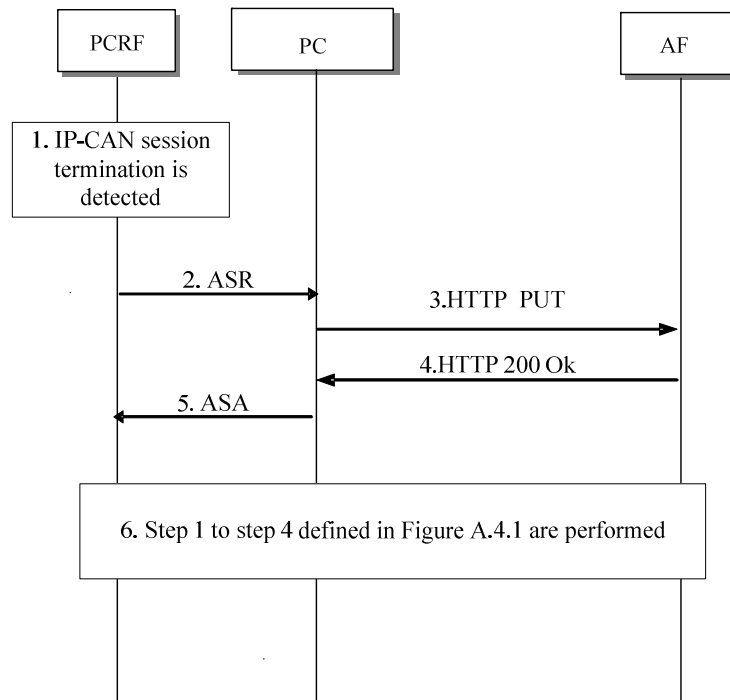 PCRF
PC
AF
1. IP-CAN session
termination is
detected
2. ASR
3.HTTP PUT
4.HTTP 200 Ok
5. ASA
6. Step 1 to step 4 defined in Figure A.4.1 are performed